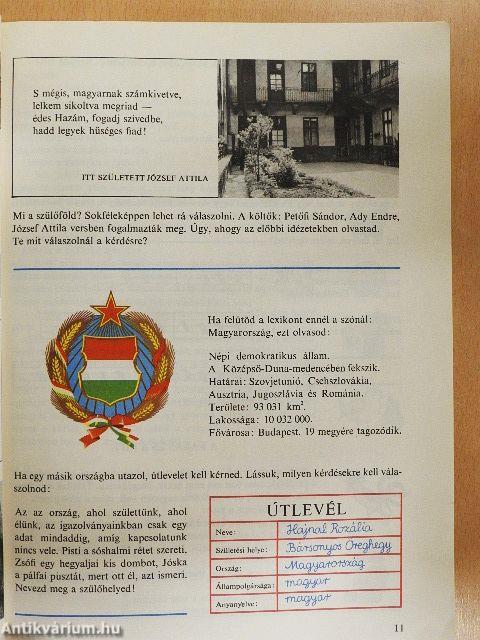 S mégis, magyarnak számkivetve,
lelkem sikoltva megriad —
édes Hazám, fogadj szivedbe,
hadd legyek hűséges fiad!
ITT SZÜLETETT JÓZSEF ATTILA
Mi a szülőföld? Sokféleképpen lehet rá válaszolni. A költők: Petőfi Sándor, Ady Endre,
József Attila versben fogalmazták meg. Úgy, ahogy az előbbi idézetekben olvastad.
Te mit válaszolnál a kérdésre?
Ha felütöd a lexikont ennél a szónál:
Magyarország, ezt olvasod:
Népi demokratikus állam.
A Középső-Duna-medencében fekszik.
Határai: Szovjetunió, Csehszlovákia,
Ausztria, Jugoszlávia és Románia.
Területe: 93 031 km².
Lakossága: 10 032 000.
Fővárosa: Budapest. 19 megyére tagozódik.
Ha egy másik országba utazol, útlevelet kell kérned. Lássuk, milyen kérdésekre kell vála-
szolnod:
Az az ország, ahol születtünk, ahol
élünk, az igazolványainkban csak egy
adat mindaddig, amíg kapcsolatunk
nincs vele. Pisti a sóshalmi rétet szereti.
Zsófi egy hegyaljai kis dombot, Jóska
a pálfai pusztát, mert ott él, azt ismeri.
Nevezd meg a szülőhelyed!
ÚTLEVÉL
Neve: Hajnal Rozália
Születési helye: Bársonyos Öreghegy
Ország: Magyarország
Állampolgársága: magyar
Anyanyelve: magyar
11
Antikvárium.hu